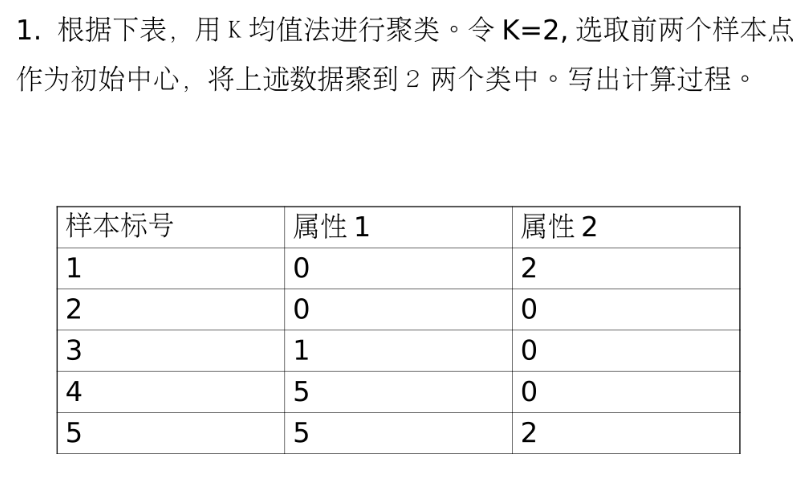 1. 根据下表，用 K 均值法进行聚类。令 K=2, 选取前两个样本点
作为初始中心，将上述数据聚到 2 两个类中。写出计算过程。
样本标号 属性 1 属性 2
1 0 2
2 0 0
3 1 0
4 5 0
5 5 2